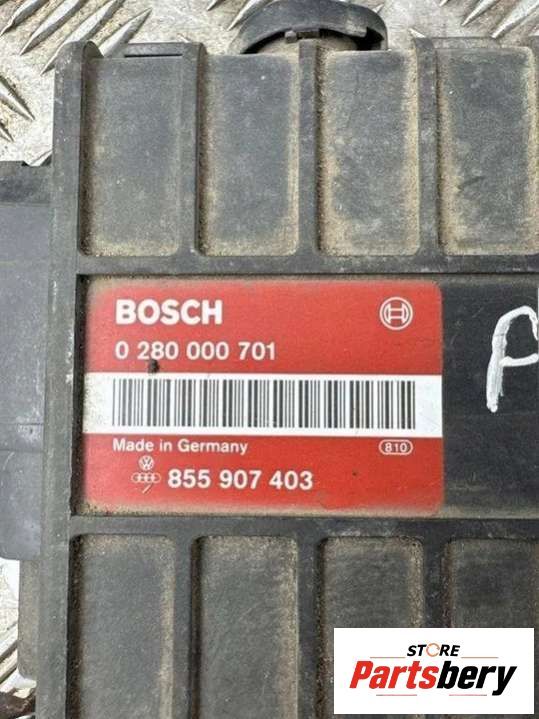 BOSCH
0 280 000 701
Made in Germany
810
855 907 403
P
STORE
Partsbery